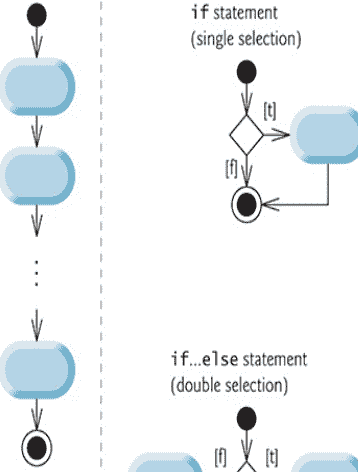 if statement
(single selection)
[t]
[f]
if...else statement
(double selection)
[f] [t]